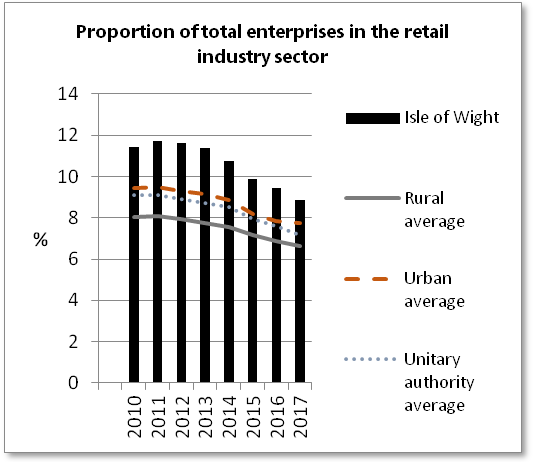 Proportion of total enterprises in the retail
industry sector
14
12
10
8
6
4
2
0
%
2010
2011
2012
2013
2014
2015
2016
2017
Isle of Wight
Rural
average
Urban
average
Unitary
authority
average